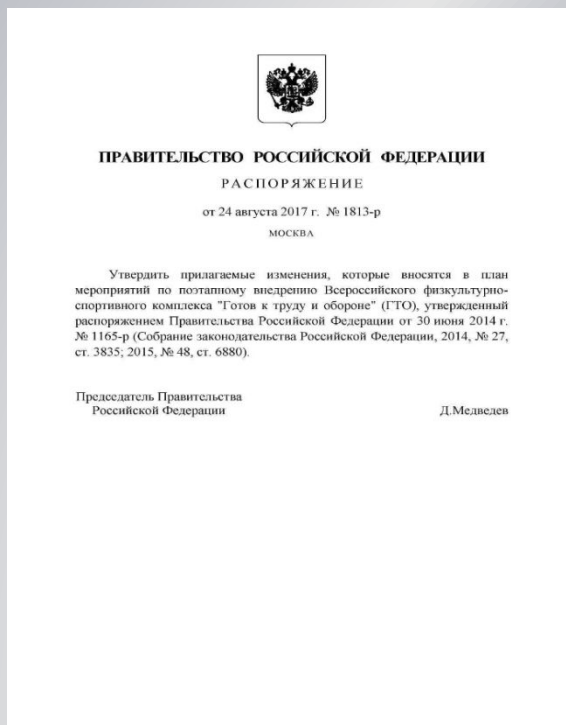 ПРАВИТЕЛЬСТВО РОССИЙСКОЙ ФЕДЕРАЦИИ
РАСПОРЯЖЕНИЕ
от 24 августа 2017 г. № 1813-р
МОСКВА
Утвердить прилагаемые изменения, которые вносятся в план
мероприятий по поэтапному внедрению Всероссийского физкультурно-
спортивного комплекса "Готов к труду и обороне" (ГТО), утвержденный
распоряжением Правительства Российской Федерации от 30 июня 2014 г.
№ 1165-р (Собрание законодательства Российской Федерации, 2014, № 27,
ст. 3835; 2015, № 48, ст. 6880).
Председатель Правительства
Российской Федерации Д.Медведев